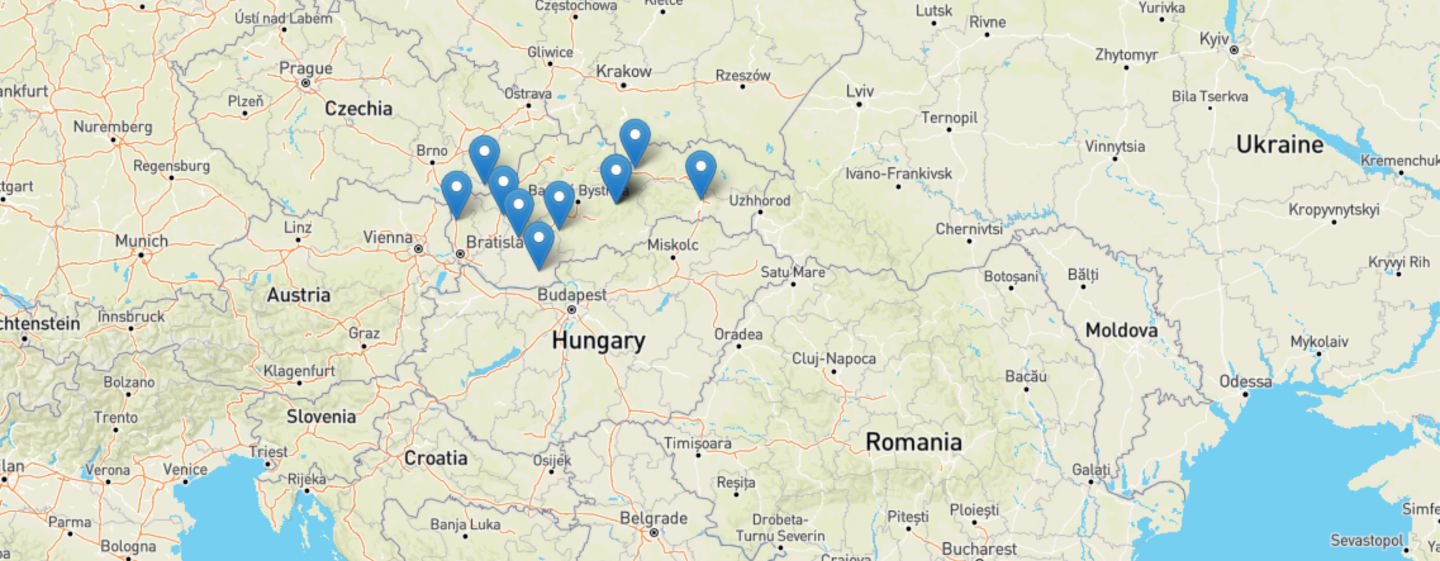 Ústí nad Labem
Częstochowa
Kielce
Lutsk
Rivne
Yurivka
Kyiv
Prague
Gliwice
Krakow
Rzeszów
Zhytomyr
ankfurt
Plzeň
Czechia
Ostrava
Lviv
Ternopil
Bila Tserkva
Nuremberg
Brno
Vinnytsia
Ukraine
Kremenchuk
Regensburg
Ivano-Frankivsk
tgart
Uzhhorod
Kropyvnytskyi
Linz
Vienna
Bratisla
Miskolc
Chernivtsi
Munich
Satu Mare
Botoșani
Bălți
Kryvyi Rih
Austria
Budapest
chtenstein
Innsbruck
Graz
Hungary
Oradea
Moldova
Mykolaiv
Cluj-Napoca
Klagenfurt
Bacău
Odessa
Bolzano
Trento
Slovenia
Triest
Croatia
Timișoara
Romania
lan
Verona
Venice
Osijek
Galați
Rijeka
Reșița
Parma
Banja Luka
Belgrade
Drobeta-
Turnu Severin
Pitești
Ploiești
Simfe
Bologna
Bucharest
Sevastopol
Ya
Craiova